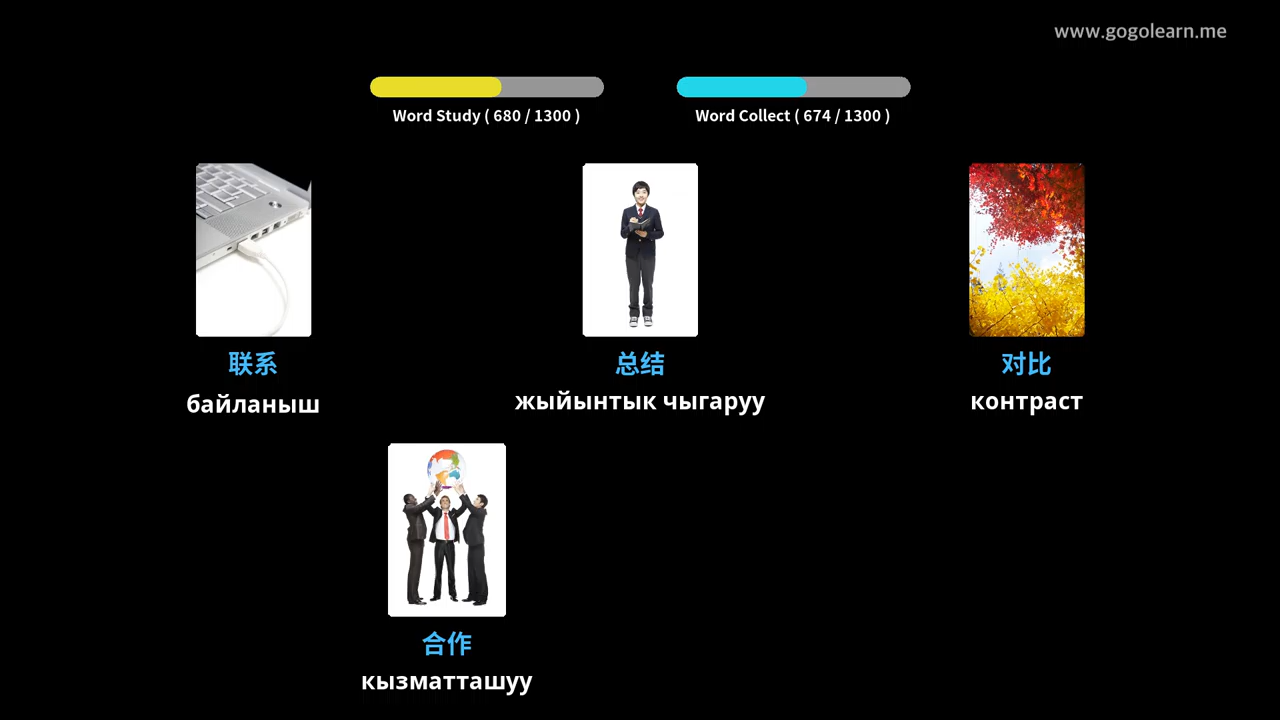 www.gogolearn.me
Word Study ( 680 / 1300 )
Word Collect ( 674 / 1300 )
联系
总结
对比
байланыш
жыйынтык чыгаруу
контраст
合作
кызматташуу